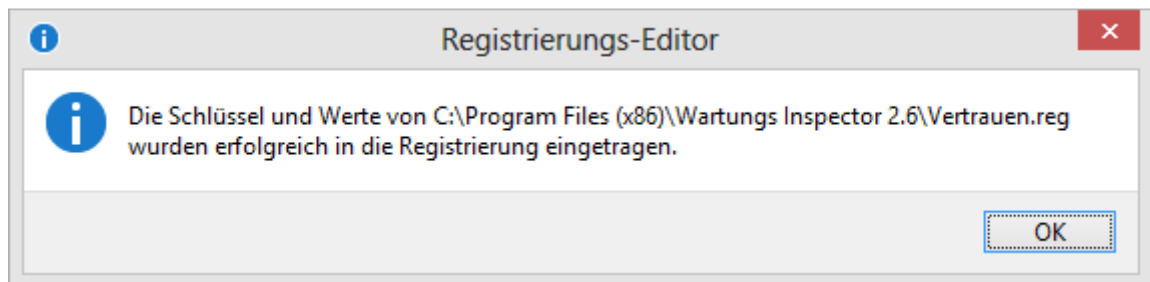 Registrierungs-Editor
Die Schlüssel und Werte von C:\Program Files (x86)\Wartungs Inspector 2.6\Vertrauen.reg
wurden erfolgreich in die Registrierung eingetragen.
OK